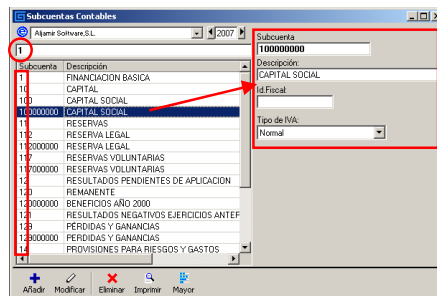 Subcuentas Contables
Aljamir Software,S.L. 2007
1
Subcuenta Descripción
1 FINANCIACION BASICA
10 CAPITAL
100 CAPITAL SOCIAL
100000000 CAPITAL SOCIAL
11 RESERVAS
112 RESERVA LEGAL
112000000 RESERVA LEGAL
117 RESERVAS VOLUNTARIAS
117000000 RESERVAS VOLUNTARIAS
12 RESULTADOS PENDIENTES DE APLICACION
120 REMANENTE
120000000 BENEFICIOS AÑO 2000
121 RESULTADOS NEGATIVOS EJERCICIOS ANTEF
129 PÉRDIDAS Y GANANCIAS
129000000 PERDIDAS Y GANANCIAS
14 PROVISIONES PARA RIESGOS Y GASTOS
Subcuenta
100000000
Descripción:
CAPITAL SOCIAL
Id.Fiscal:
Tipo de IVA:
Normal
Añadir Modificar Eliminar Imprimir Mayor